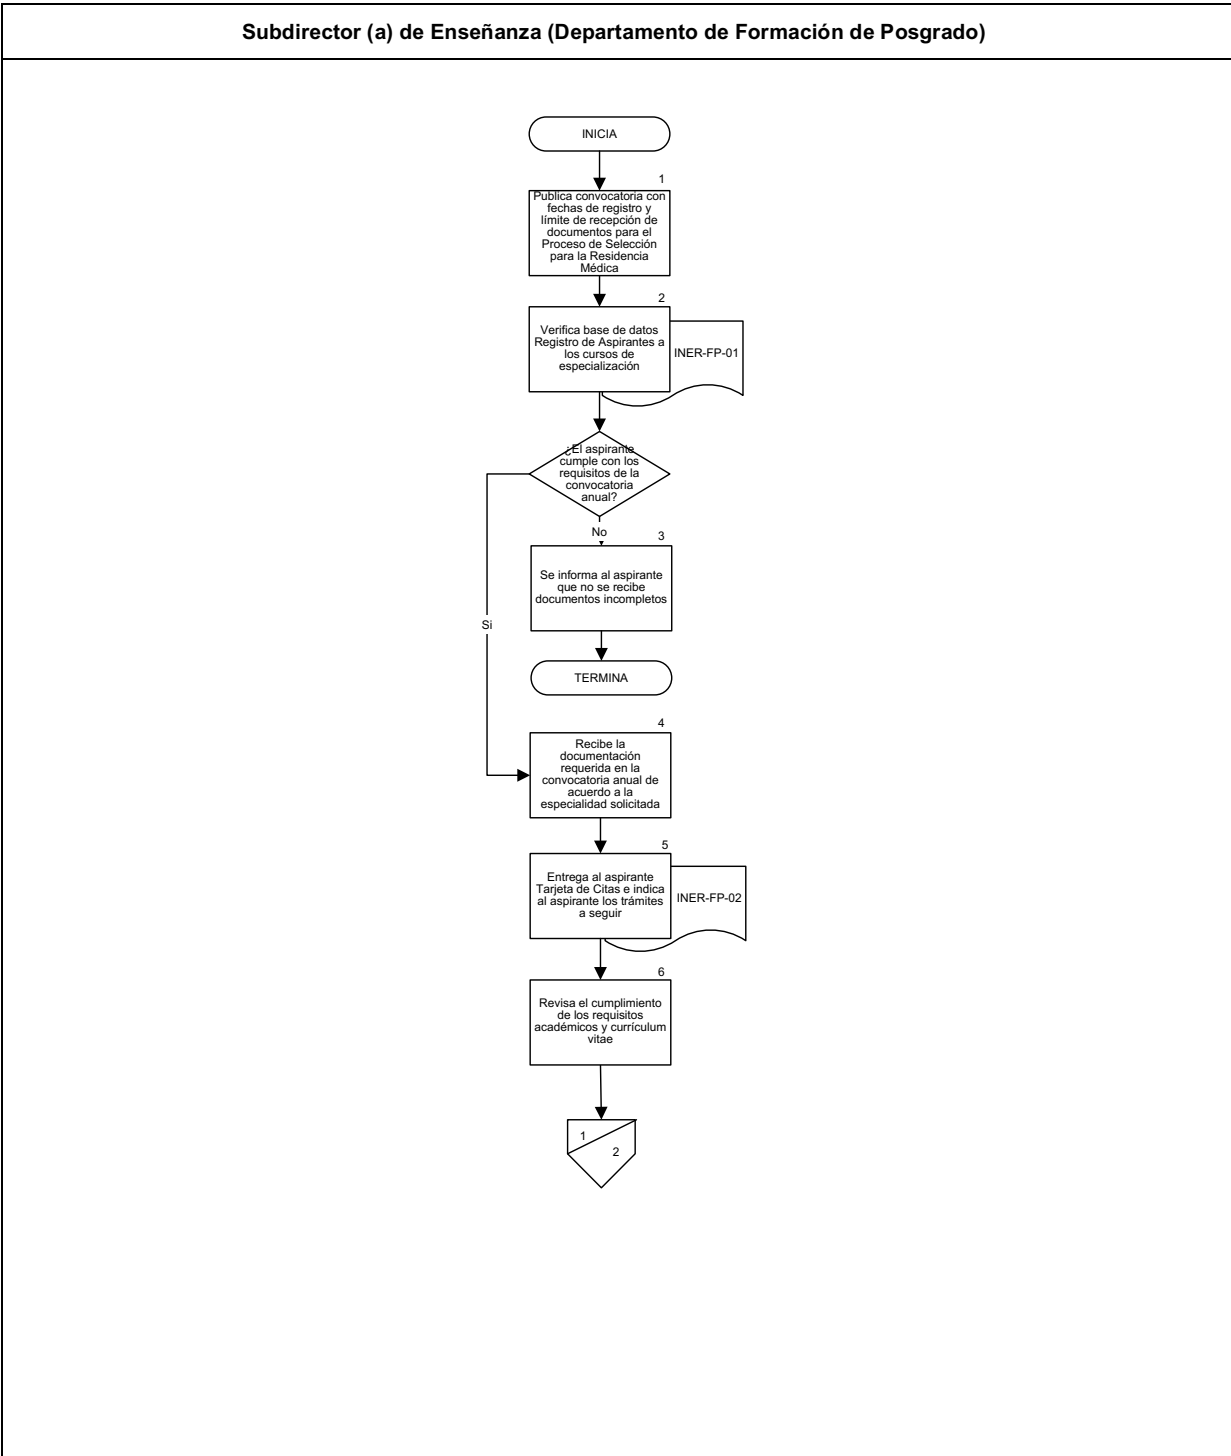 Subdirector (a) de Enseñanza (Departamento de Formación de Posgrado)
INICIA
1
Publica convocatoria con
fechas de registro y
límite de recepción de
documentos para el
Proceso de Selección
para la Residencia
Médica
2
Verifica base de datos
Registro de Aspirantes a
los cursos de
especialización
INER-FP-01
¿El aspirante
cumple con los
requisitos de la
convocatoria
anual?
No
3
Se informa al aspirante
que no se recibe
documentos incompletos
Si
TERMINA
4
Recibe la
documentación
requerida en la
convocatoria anual de
acuerdo a la
especialidad solicitada
5
Entrega al aspirante
Tarjeta de Citas e indica
al aspirante los trámites
a seguir
INER-FP-02
6
Revisa el cumplimiento
de los requisitos
académicos y currículum
vitae
1
2